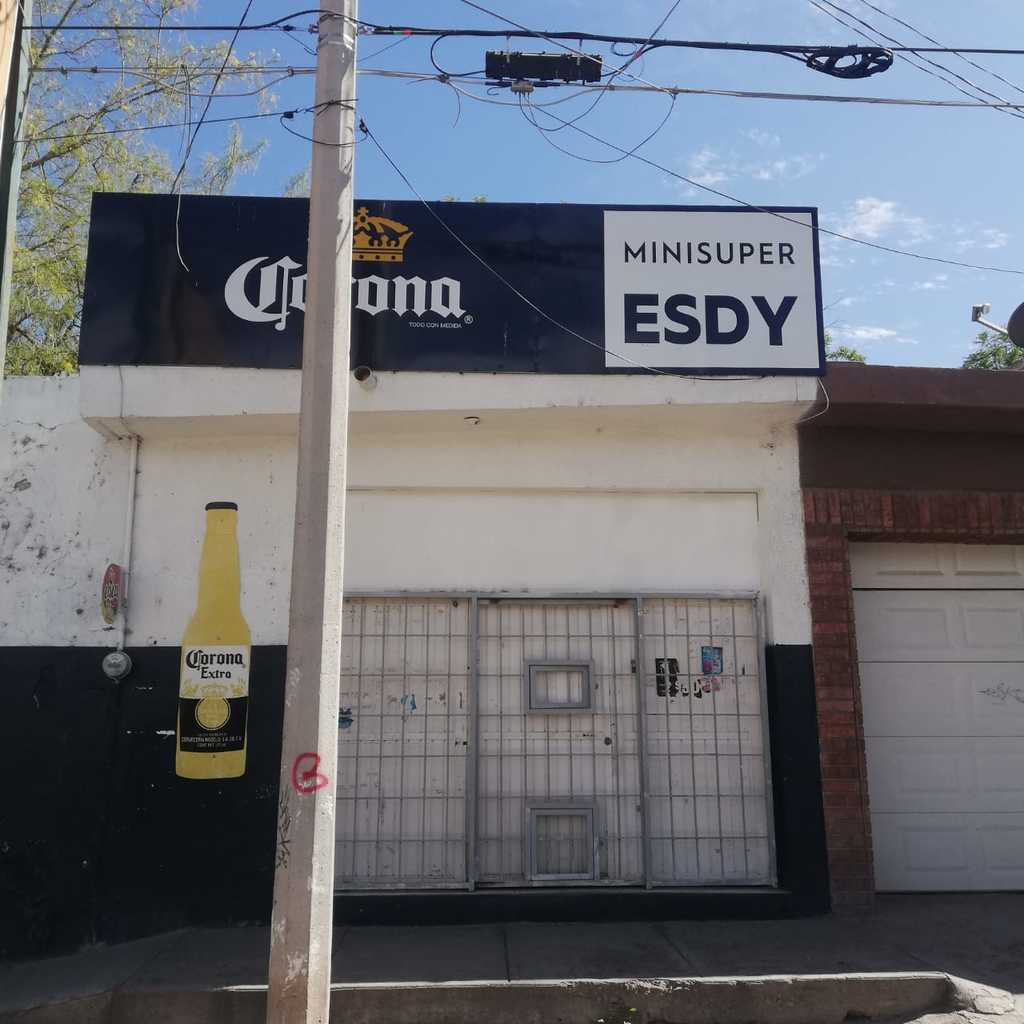 Corona
TODO CON MEDIDA
®
MINISUPER
ESDY
Corona
Extra
B